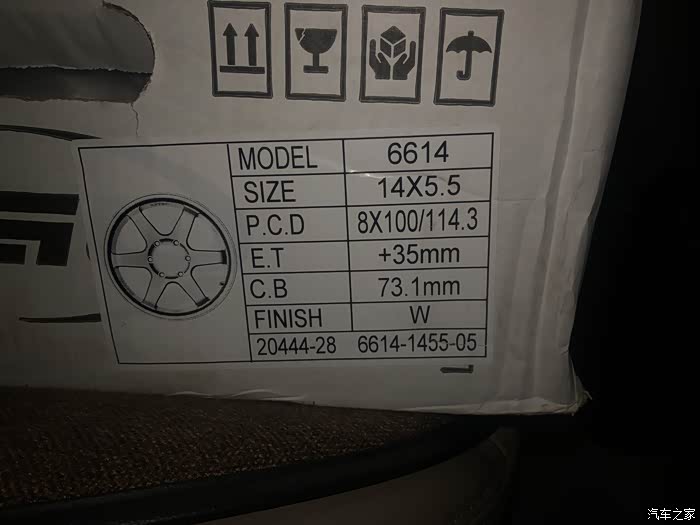 MODEL 6614
SIZE 14X5.5
P.C.D 8X100/114.3
E.T +35mm
C.B 73.1mm
FINISH W
20444-28 6614-1455-05
汽车之家